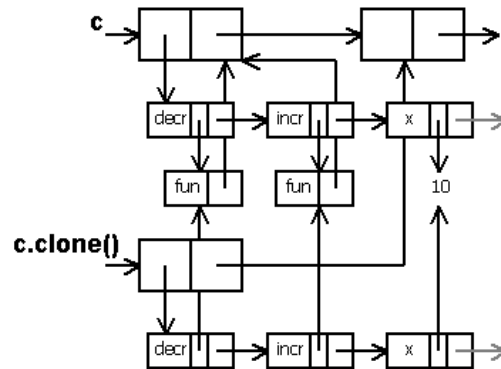 c
decr incr x
fun fun 10
c.clone()
decr incr x